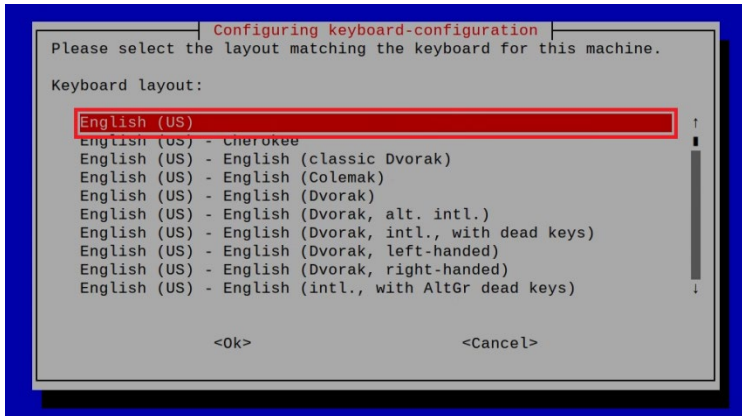 Configuring keyboard-configuration
Please select the layout matching the keyboard for this machine.
Keyboard layout:
English (US)
English (US) - Cherokee
English (US) - English (classic Dvorak)
English (US) - English (Colemak)
English (US) - English (Dvorak)
English (US) - English (Dvorak, alt. intl.)
English (US) - English (Dvorak, intl., with dead keys)
English (US) - English (Dvorak, left-handed)
English (US) - English (Dvorak, right-handed)
English (US) - English (intl., with AltGr dead keys)
<Ok> <Cancel>